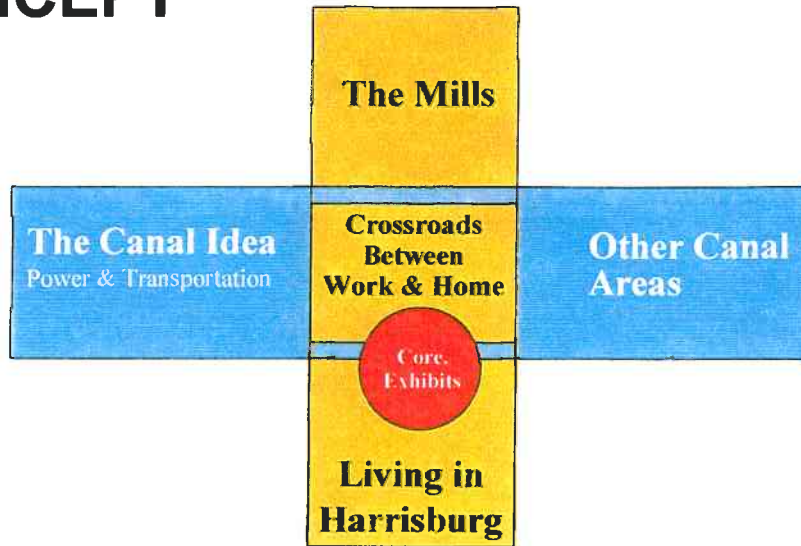 The Mills
The Canal Idea
Power & Transportation
Crossroads
Between
Work & Home
Other Canal
Areas
Core.
Exhibits
Living in
Harrisburg